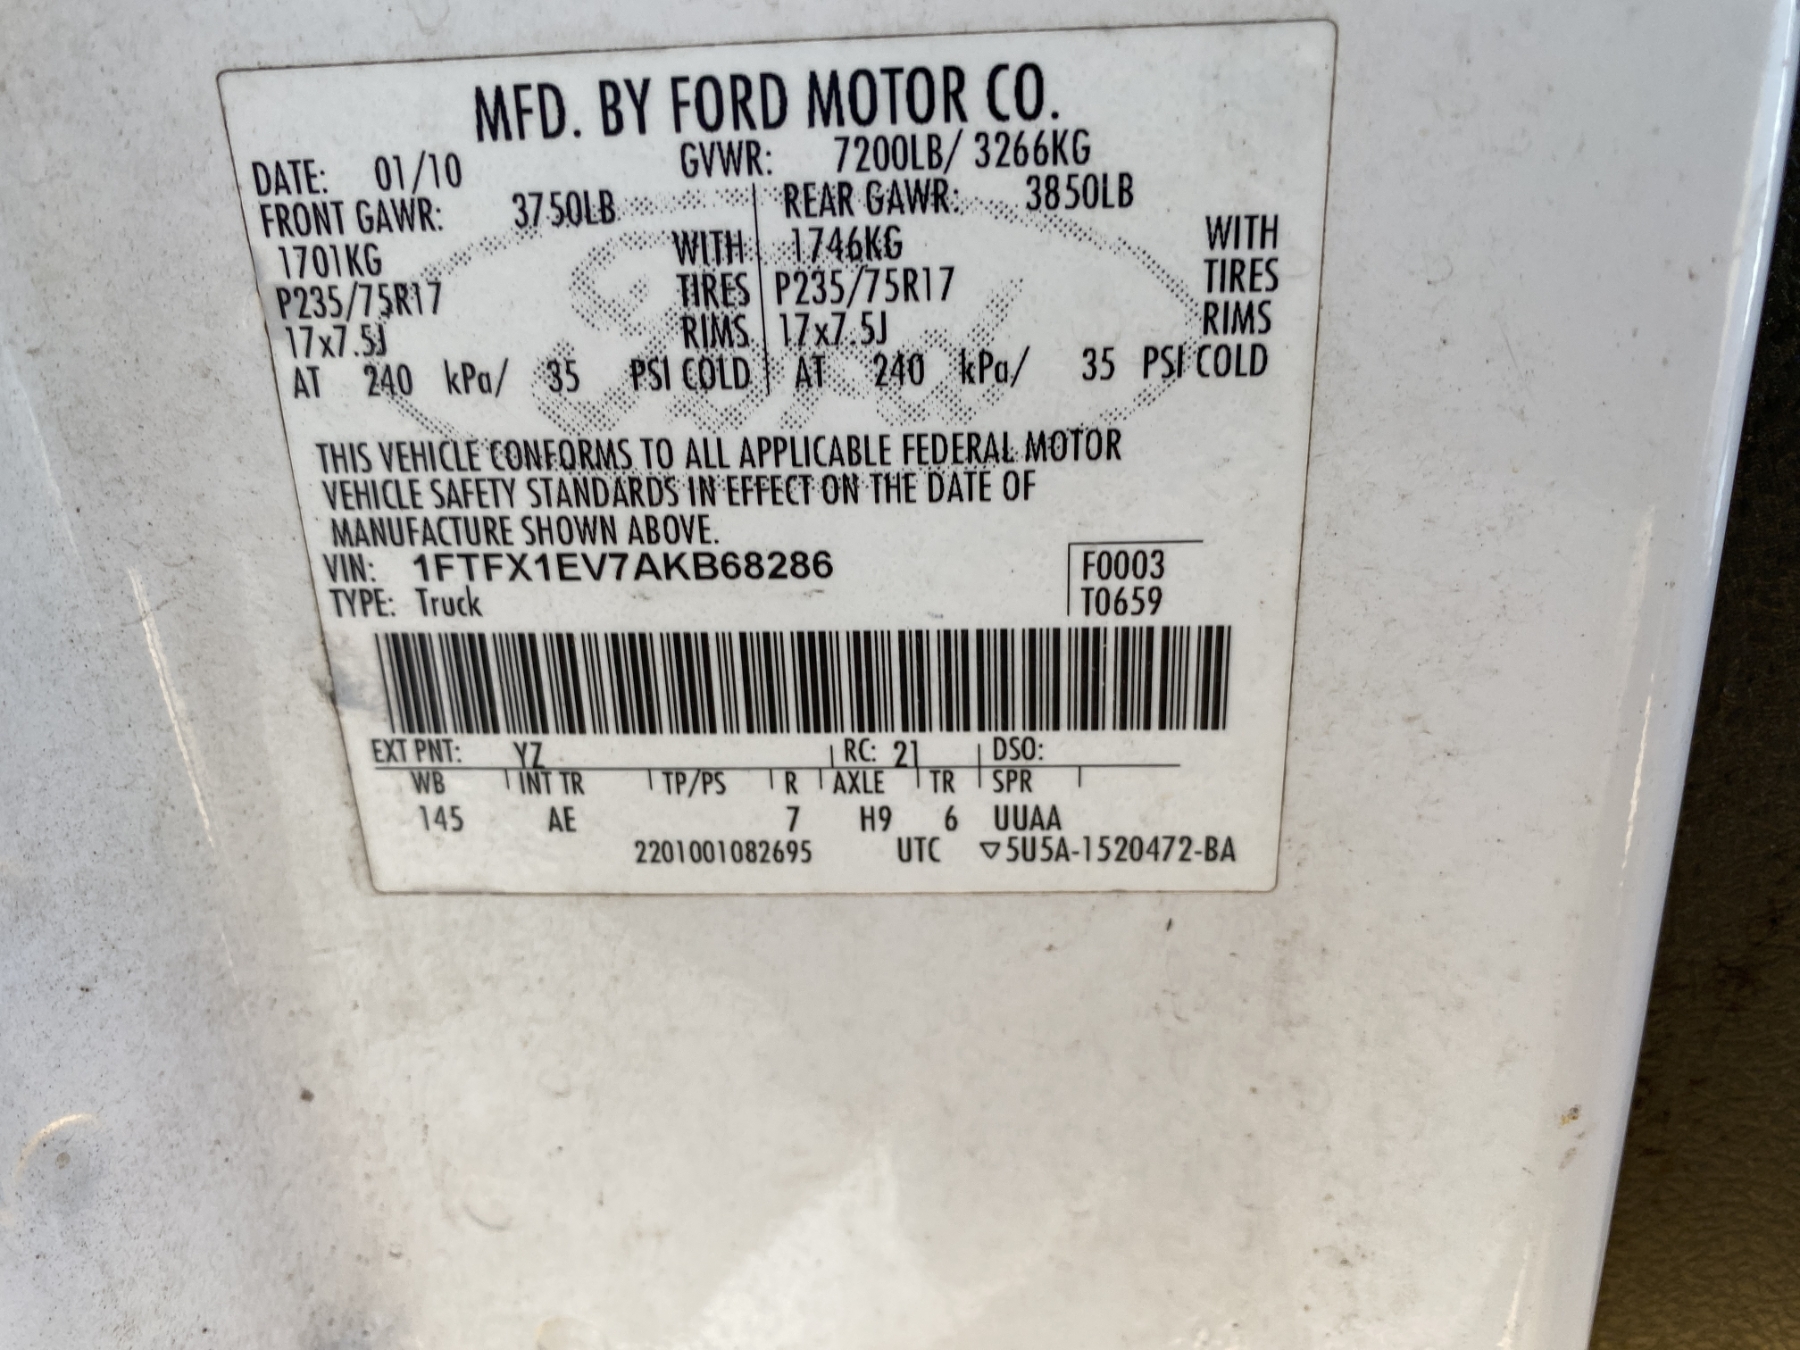 MFD. BY FORD MOTOR CO.
DATE: 01/10 GVWR: 7200LB/ 3266KG
FRONT GAWR: 3750LB REAR GAWR: 3850LB
1701KG WITH 1746KG WITH
P235/75R17 TIRES P235/75R17 TIRES
17x7.5J RIMS 17x7.5J RIMS
AT 240 kPa/ 35 PSI COLD AT 240 kPa/ 35 PSI COLD
THIS VEHICLE CONFORMS TO ALL APPLICABLE FEDERAL MOTOR
VEHICLE SAFETY STANDARDS IN EFFECT ON THE DATE OF
MANUFACTURE SHOWN ABOVE.
VIN: 1FTFX1EV7AKB68286 F0003
TYPE: Truck T0659
EXT PNT: YZ RC: 21 DSO:
WB INT TR TP/PS R AXLE TR SPR
145 AE 7 H9 6 UUAA
2201001082695 UTC ▽5U5A-1520472-BA